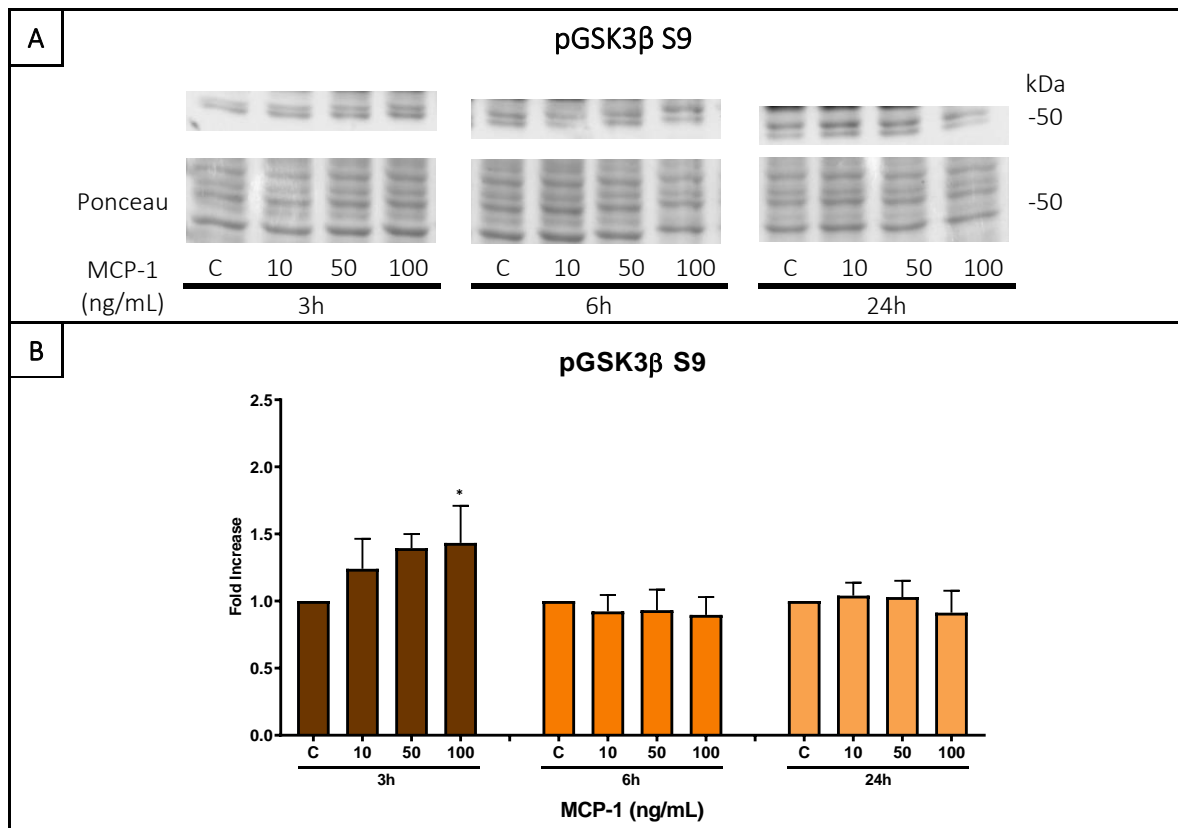 A
pGSK3β S9
kDa
-50
Ponceau
-50
MCP-1 C 10 50 100 C 10 50 100 C 10 50 100
(ng/mL) 3h 6h 24h
B
pGSK3β S9
Fold Increase
2.5
2.0
1.5
1.0
0.5
0.0
*
C 10 50 100 C 10 50 100 C 10 50 100
3h 6h 24h
MCP-1 (ng/mL)